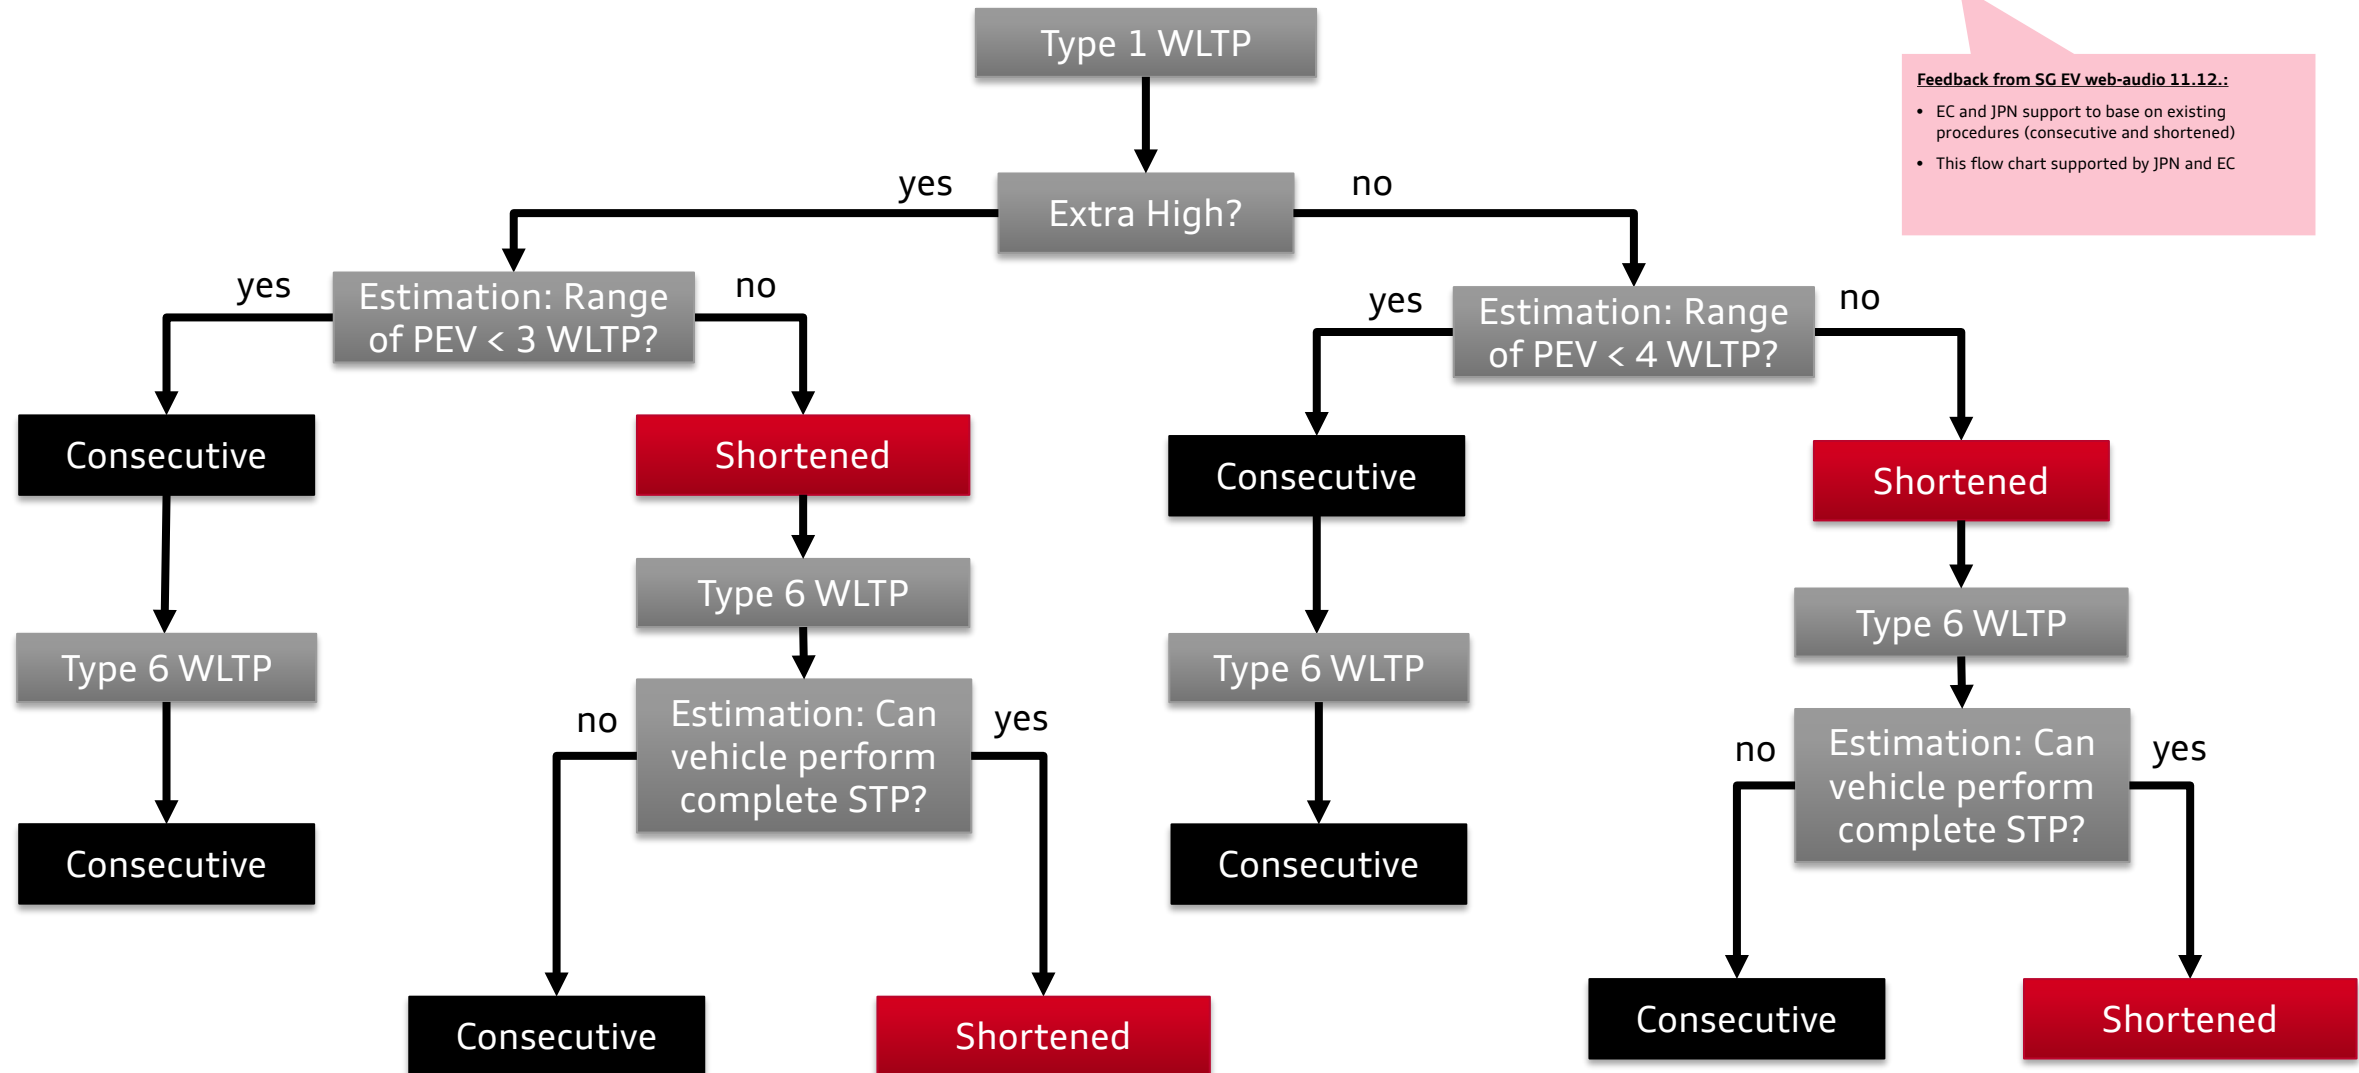 Type 1 WLTP
Feedback from SG EV web-audio 11.12.:
• EC and JPN support to base on existing
procedures (consecutive and shortened)
• This flow chart supported by JPN and EC
yes
Extra High?
no
yes
Estimation: Range
of PEV < 3 WLTP?
no
yes
Estimation: Range
of PEV < 4 WLTP?
no
Consecutive
Shortened
Consecutive
Shortened
Type 6 WLTP
Type 6 WLTP
Type 6 WLTP
Type 6 WLTP
no
Estimation: Can
vehicle perform
complete STP?
yes
no
Estimation: Can
vehicle perform
complete STP?
yes
Consecutive
Consecutive
Consecutive
Shortened
Consecutive
Shortened